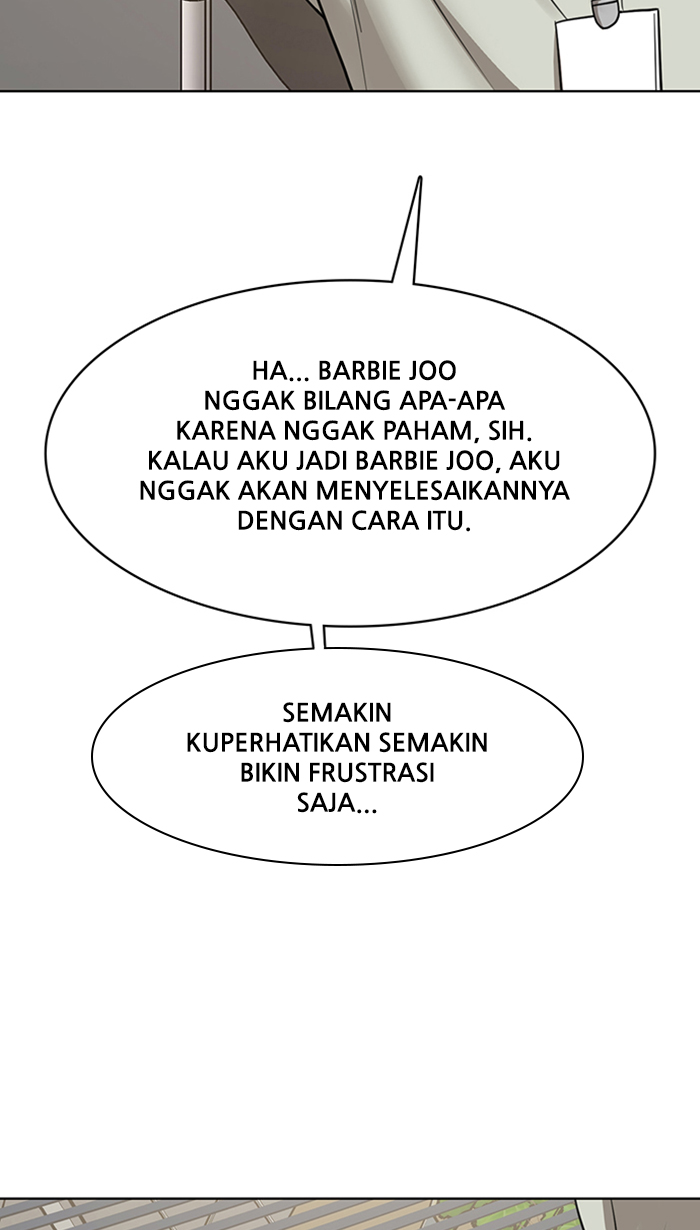 HA... BARBIE JOO
NGGAK BILANG APA-APA
KARENA NGGAK PAHAM, SIH.
KALAU AKU JADI BARBIE JOO, AKU
NGGAK AKAN MENYELESAIKANNYA
DENGAN CARA ITU.
SEMAKIN
KUPERHATIKAN SEMAKIN
BIKIN FRUSTRASI
SAJA...